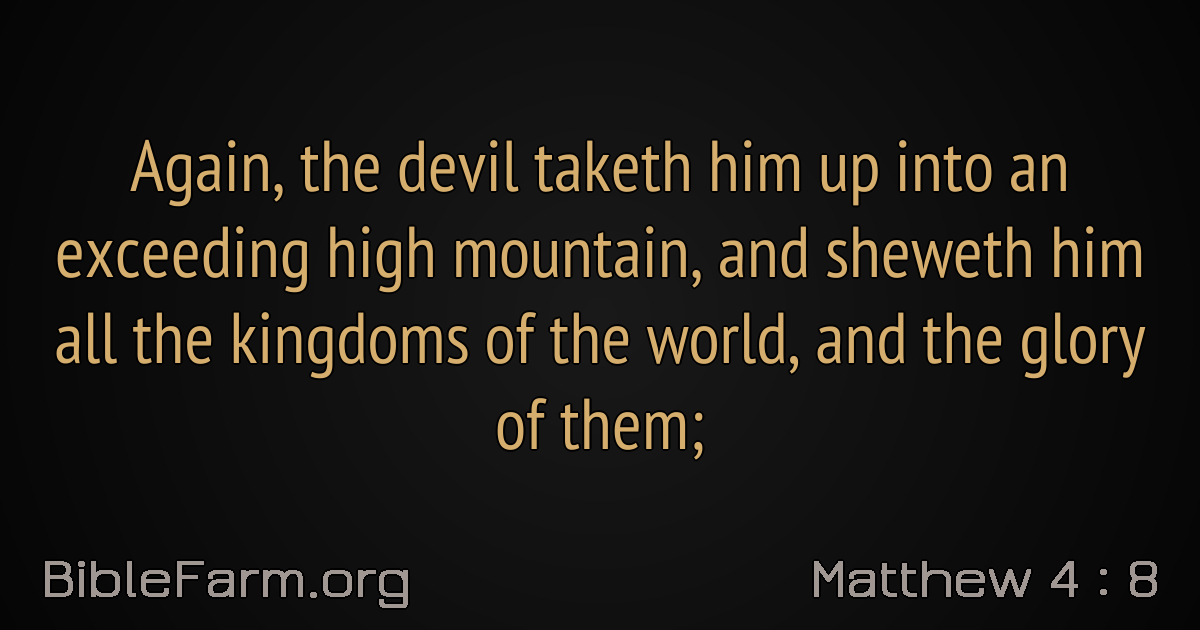 Again, the devil taketh him up into an
exceeding high mountain, and sheweth him
all the kingdoms of the world, and the glory
of them;
BibleFarm.org
Matthew 4 : 8